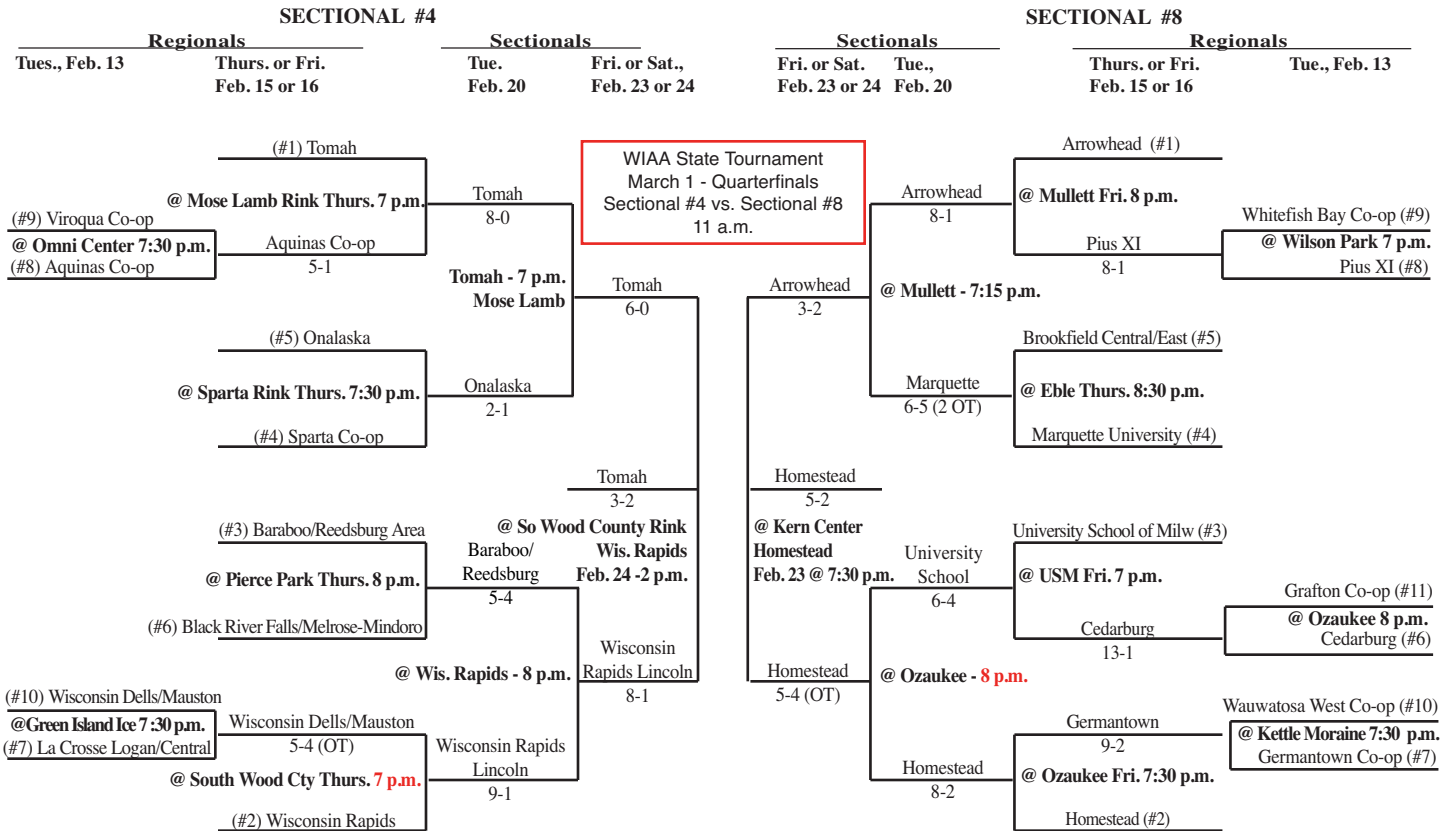 SECTIONAL #4
Regionals
Sectionals
Tues., Feb. 13
Thurs. or Fri.
Feb. 15 or 16
Tue.
Feb. 20
Fri. or Sat.,
Feb. 23 or 24
(#1) Tomah
@ Mose Lamb Rink Thurs. 7 p.m.
(#9) Viroqua Co-op
@ Omni Center 7:30 p.m.
(#8) Aquinas Co-op
Aquinas Co-op
5-1
Tomah
8-0
Tomah - 7 p.m.
Mose Lamb
Tomah
6-0
(#5) Onalaska
@ Sparta Rink Thurs. 7:30 p.m.
(#4) Sparta Co-op
Onalaska
2-1
Tomah
3-2
@ So Wood County Rink
Wis. Rapids
Feb. 24 -2 p.m.
(#3) Baraboo/Reedsburg Area
@ Pierce Park Thurs. 8 p.m.
(#6) Black River Falls/Melrose-Mindoro
Baraboo/
Reedsburg
5-4
@ Wis. Rapids - 8 p.m.
Wisconsin
Rapids Lincoln
8-1
(#10) Wisconsin Dells/Mauston
@Green Island Ice 7:30 p.m.
(#7) La Crosse Logan/Central
Wisconsin Dells/Mauston
5-4 (OT)
@ South Wood Cty Thurs. 7 p.m.
(#2) Wisconsin Rapids
Wisconsin Rapids
Lincoln
9-1
WIAA State Tournament
March 1 - Quarterfinals
Sectional #4 vs. Sectional #8
11 a.m.
SECTIONAL #8
Sectionals
Regionals
Fri. or Sat.
Feb. 23 or 24
Tue.,
Feb. 20
Thurs. or Fri.
Feb. 15 or 16
Tue., Feb. 13
Arrowhead (#1)
@ Mullett Fri. 8 p.m.
Whitefish Bay Co-op (#9)
@ Wilson Park 7 p.m.
Pius XI (#8)
Pius XI
8-1
Arrowhead
8-1
@ Mullett - 7:15 p.m.
Arrowhead
3-2
Brookfield Central/East (#5)
@ Eble Thurs. 8:30 p.m.
Marquette University (#4)
Marquette
6-5 (2 OT)
Homestead
5-2
@ Kern Center
Homestead
Feb. 23 @ 7:30 p.m.
University School of Milw (#3)
@ USM Fri. 7 p.m.
Grafton Co-op (#11)
@ Ozaukee 8 p.m.
Cedarburg (#6)
Cedarburg
13-1
University
School
6-4
@ Ozaukee - 8 p.m.
Homestead
5-4 (OT)
Wauwatosa West Co-op (#10)
@ Kettle Moraine 7:30 p.m.
Germantown Co-op (#7)
Germantown
9-2
@ Ozaukee Fri. 7:30 p.m.
Homestead (#2)
Homestead
8-2